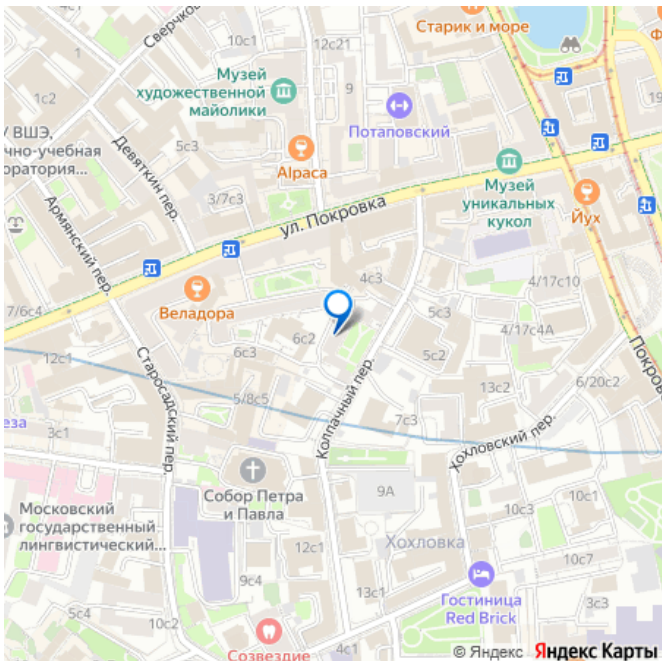 Сверчков
10с1
12с21
Старик и море
1с2
Музей
художественной
майолики
9
Потаповский
19
У ВШЭ,
чно-учебная
оратория...
Девяткин пер.
5с3
Alpaca
Музей
уникальных
кукол
Йух
3/7с3
ул. Покровка
Армянский пер.
4с3
4/17с10
7/6с4
Веладора
5с3
4/17с4А
6с2
5с2
Покров
12с1
6с3
13с2
6/20с2
Старосадский пер.
5/8с5
Колпачный пер.
7с3
еза
3с1
Хохловский пер.
Собор Петра
и Павла
9А
10с3
Московский
государственный
лингвистический...
12с1
Хохловка
10с7
9с4
13с1
Гостиница
Red Brick
3с3
5с4
10с2
Созвездие
© Яндекс Яндекс Карты